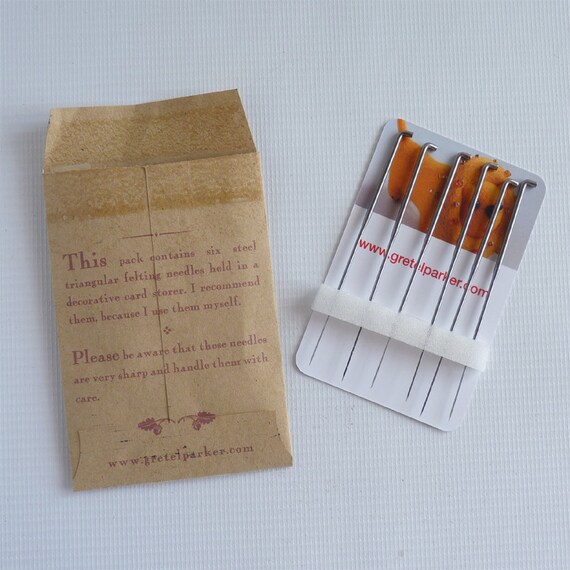 This pack contains six steel
triangular felting needles held in a
decorative card storer. I recommend
them, because I use them myself.
Please be aware that these needles
are very sharp and handle them with
care.
www.gretelparker.com
www.gretelparker.com